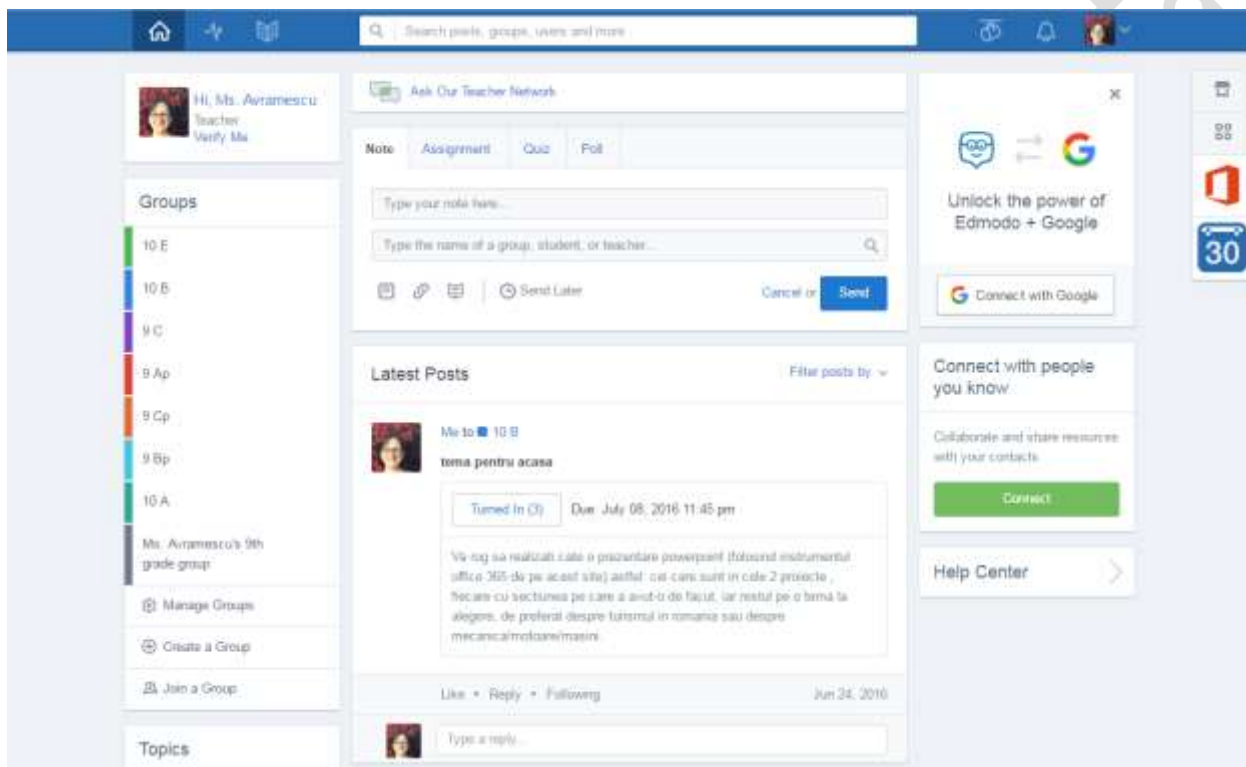 Search posts, groups, users and more
Hi, Ms. Avramescu
Teacher
Verify Me
Groups
10 E
10 B
9 C
9 Ap
9 Cp
9 Bp
10 A
Ms. Avramescu's 9th
grade group
Manage Groups
Create a Group
Join a Group
Topics
Ask Our Teacher Network
Note Assignment Quiz Poll
Type your note here...
Type the name of a group, student, or teacher...
Send Later Cancel or Send
Latest Posts Filter posts by
Me to 10 B
tema pentru acasa
Turned In (3) Due: July 08, 2016 11:45 pm
Va rog sa realizati cate o prezentare powerpoint (folosind instrumentul
office 365 de pe acest site) astfel: cei care sunt in cele 2 proiecte ,
fiecare cu sectiunea pe care a avut-o de facut, iar restul pe o tema la
alegere, de preferat despre turismul in romania sau despre
mecanica/motoare/masini.
Like • Reply • Following Jun 24, 2016
Type a reply...
Unlock the power of
Edmodo + Google
G Connect with Google
Connect with people
you know
Collaborate and share resources
with your contacts.
Connect
Help Center
30